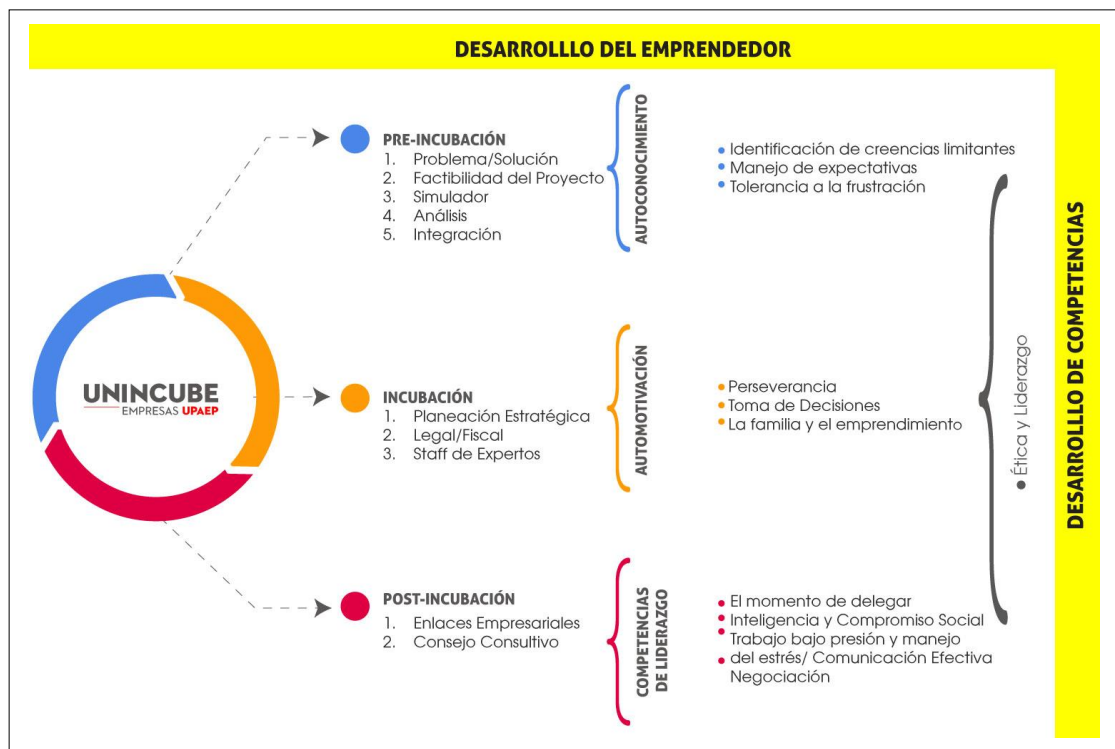 DESARROLLLO DEL EMPRENDEDOR
PRE-INCUBACIÓN
1. Problema/Solución
2. Factibilidad del Proyecto
3. Simulador
4. Análisis
5. Integración
AUTOCONOCIMIENTO
Identificación de creencias limitantes
Manejo de expectativas
Tolerancia a la frustración
UNINCUBE
EMPRESAS UPAEP
INCUBACIÓN
1. Planeación Estratégica
2. Legal/Fiscal
3. Staff de Expertos
AUTOMOTIVACIÓN
Perseverancia
Toma de Decisiones
La familia y el emprendimiento
POST-INCUBACIÓN
1. Enlaces Empresariales
2. Consejo Consultivo
COMPETENCIAS
DE LIDERAZGO
El momento de delegar
Inteligencia y Compromiso Social
Trabajo bajo presión y manejo
del estrés/ Comunicación Efectiva
Negociación
Ética y Liderazgo
DESARROLLLO DE COMPETENCIAS